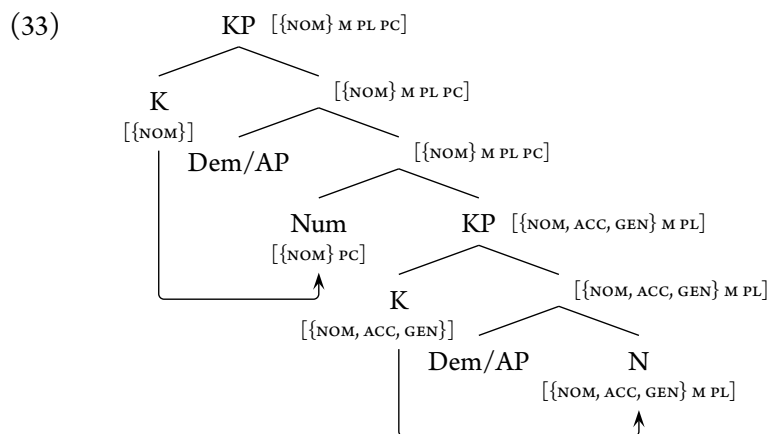 (33)
KP [{NOM} M PL PC]
K [{NOM} M PL PC]
[{NOM}]
Dem/AP [{NOM} M PL PC]
Num KP [{NOM, ACC, GEN} M PL]
[{NOM} PC]
K [{NOM, ACC, GEN} M PL]
[{NOM, ACC, GEN}]
Dem/AP N
[{NOM, ACC, GEN} M PL]